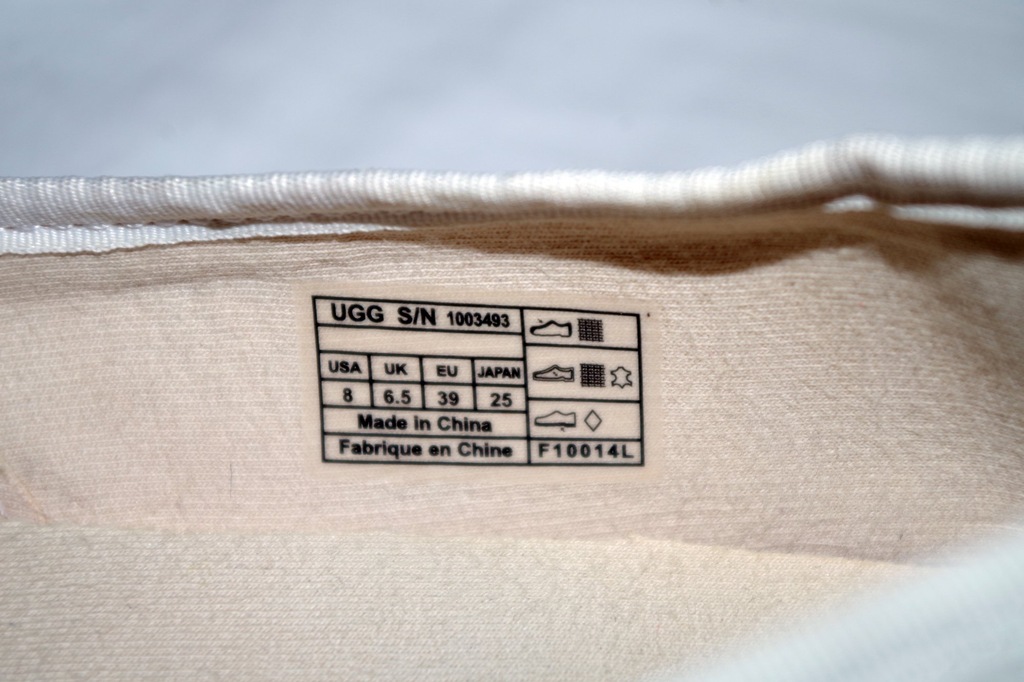 UGG S/N 1003493
USA UK EU JAPAN
8 6.5 39 25
Made in China
Fabrique en Chine F10014L